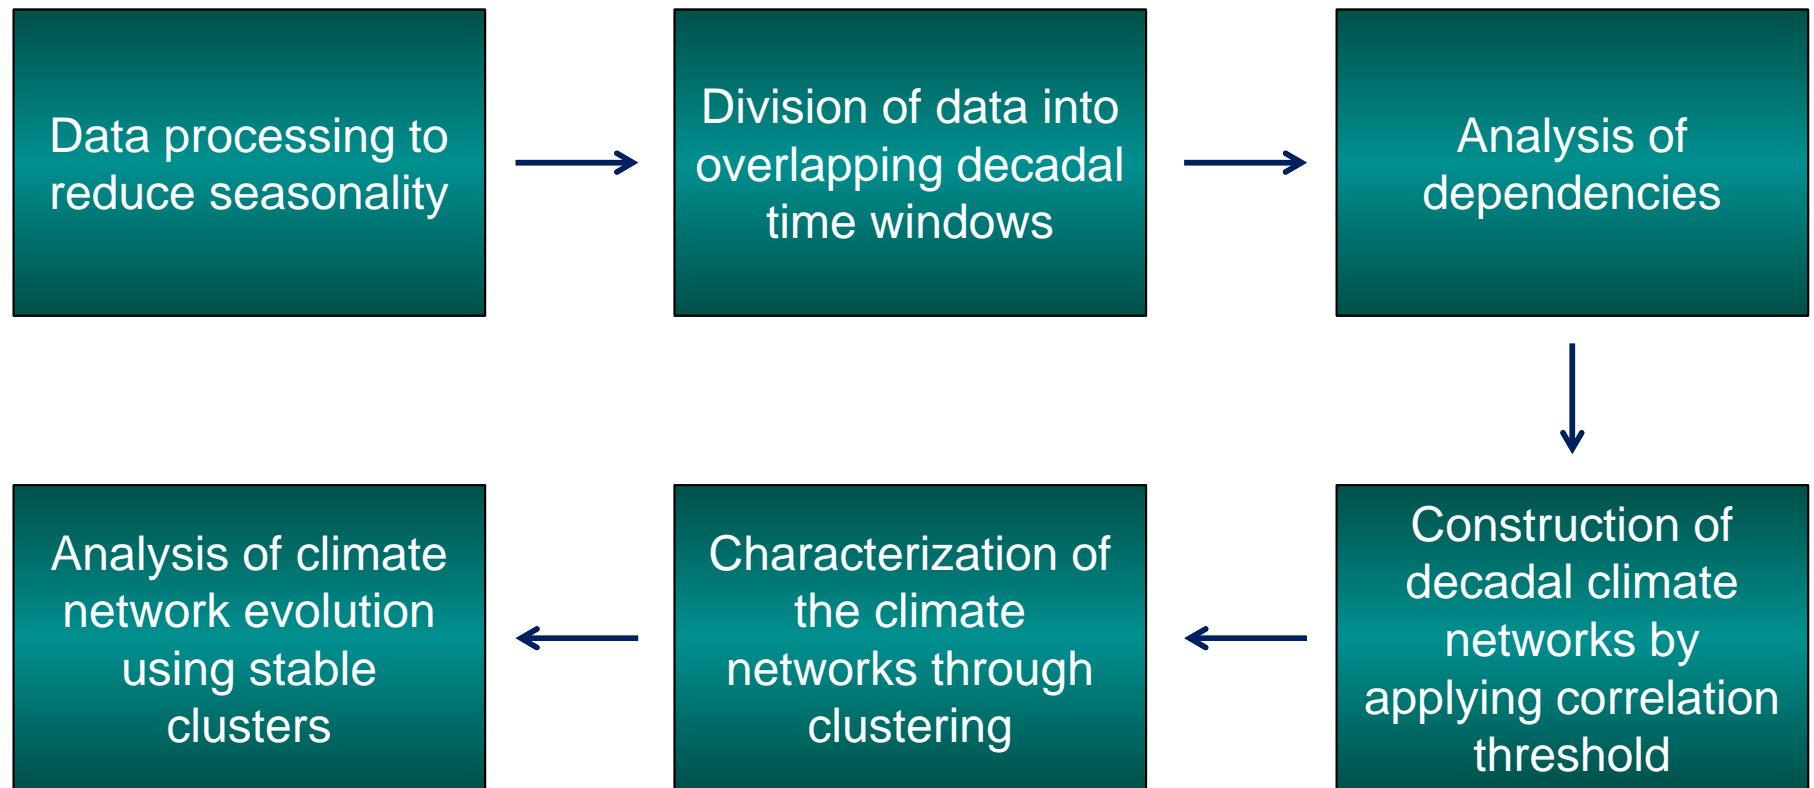 Data processing to
reduce seasonality
Division of data into
overlapping decadal
time windows
Analysis of
dependencies
Construction of
decadal climate
networks by
applying correlation
threshold
Characterization of
the climate
networks through
clustering
Analysis of climate
network evolution
using stable
clusters